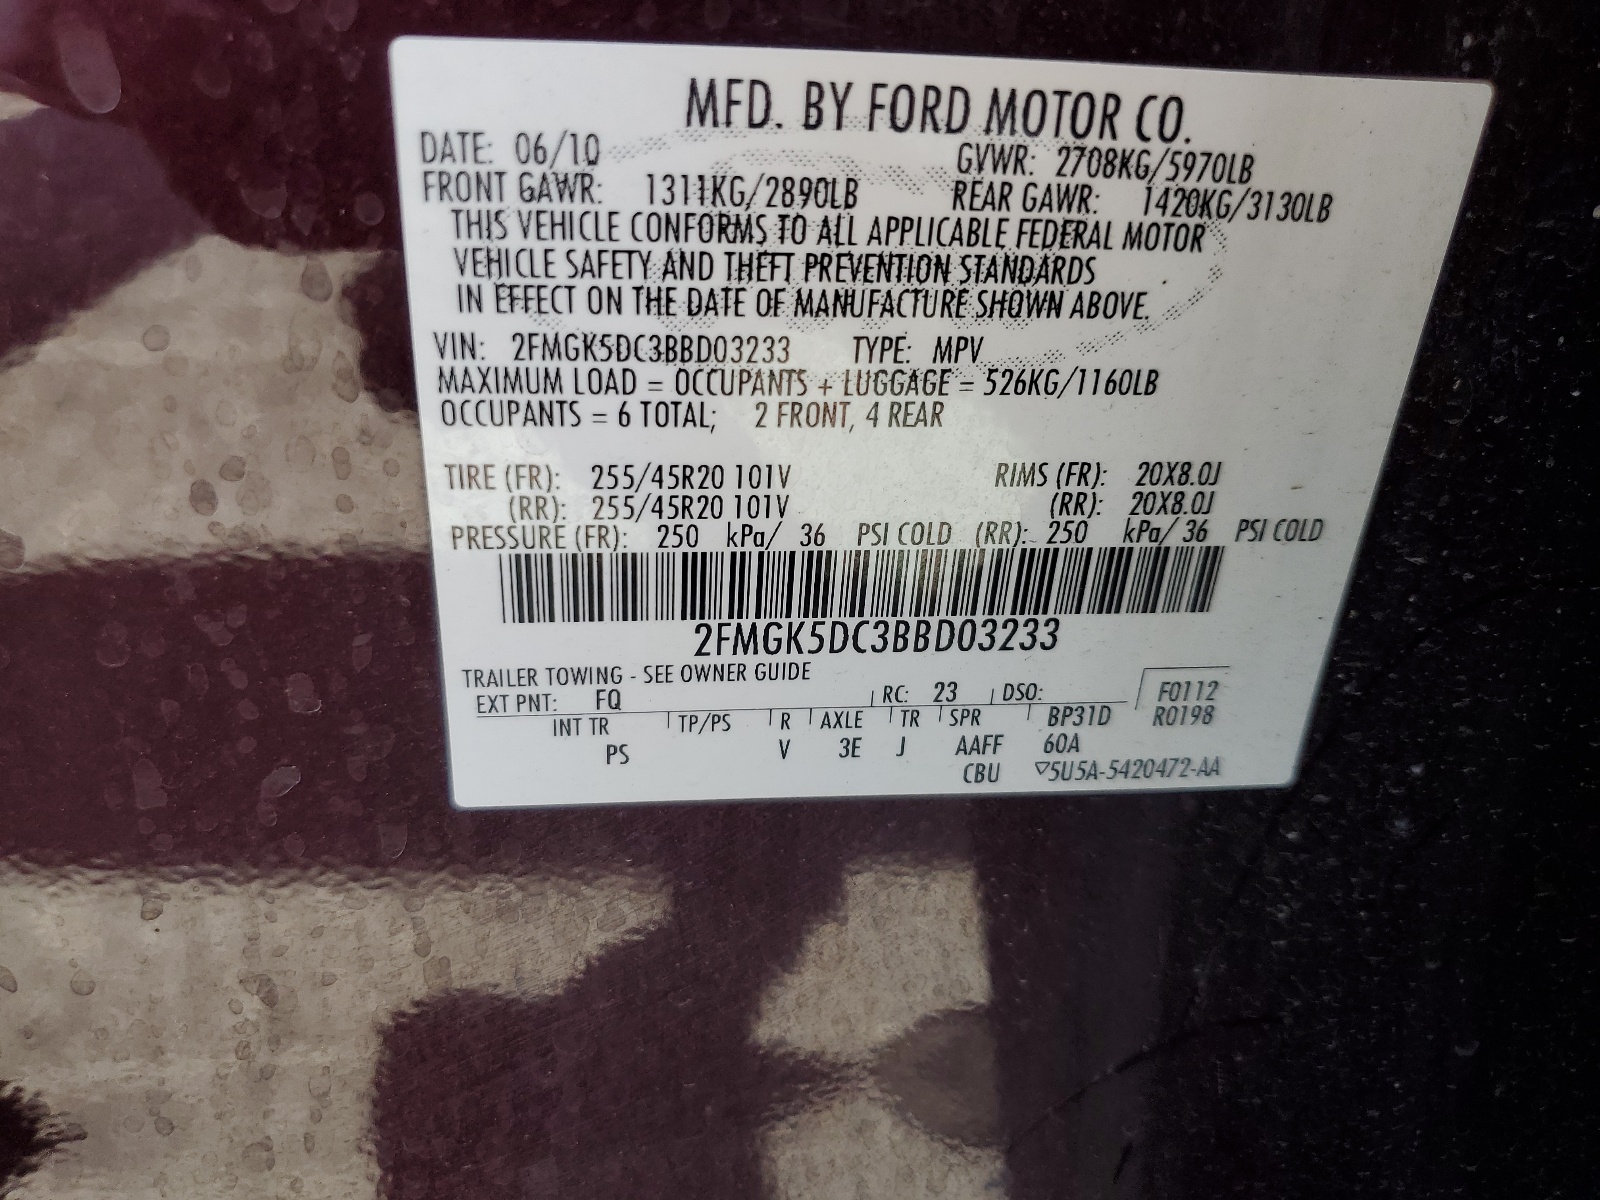 MFD. BY FORD MOTOR CO.
DATE: 06/10 GVWR: 2708KG/5970LB
FRONT GAWR: 1311KG/2890LB REAR GAWR: 1420KG/3130LB
THIS VEHICLE CONFORMS TO ALL APPLICABLE FEDERAL MOTOR
VEHICLE SAFETY AND THEFT PREVENTION STANDARDS
IN EFFECT ON THE DATE OF MANUFACTURE SHOWN ABOVE.
VIN: 2FMGK5DC3BBD03233 TYPE: MPV
MAXIMUM LOAD = OCCUPANTS + LUGGAGE = 526KG/1160LB
OCCUPANTS = 6 TOTAL; 2 FRONT, 4 REAR
TIRE (FR): 255/45R20 101V RIMS (FR): 20X8.0J
(RR): 255/45R20 101V (RR): 20X8.0J
PRESSURE (FR): 250 kPa/ 36 PSI COLD (RR): 250 kPa/ 36 PSI COLD
2FMGK5DC3BBD03233
TRAILER TOWING - SEE OWNER GUIDE
EXT PNT: FQ RC: 23 DSO: F0112
INT TR TP/PS R AXLE TR SPR BP31D R0198
PS V 3E J AAFF 60A
CBU ▽5U5A-5420472-AA